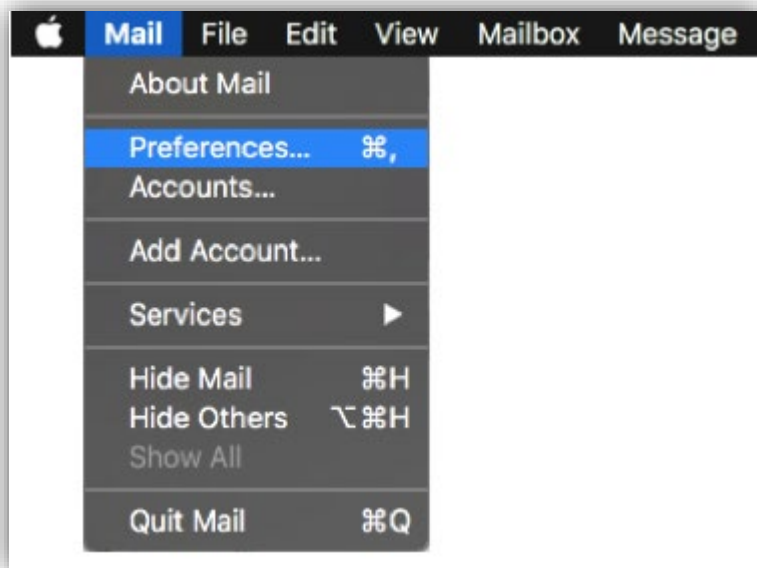 Mail File Edit View Mailbox Message
About Mail
Preferences... ⌘,
Accounts...
Add Account...
Services ▶
Hide Mail ⌘H
Hide Others ⌥⌘H
Show All
Quit Mail ⌘Q